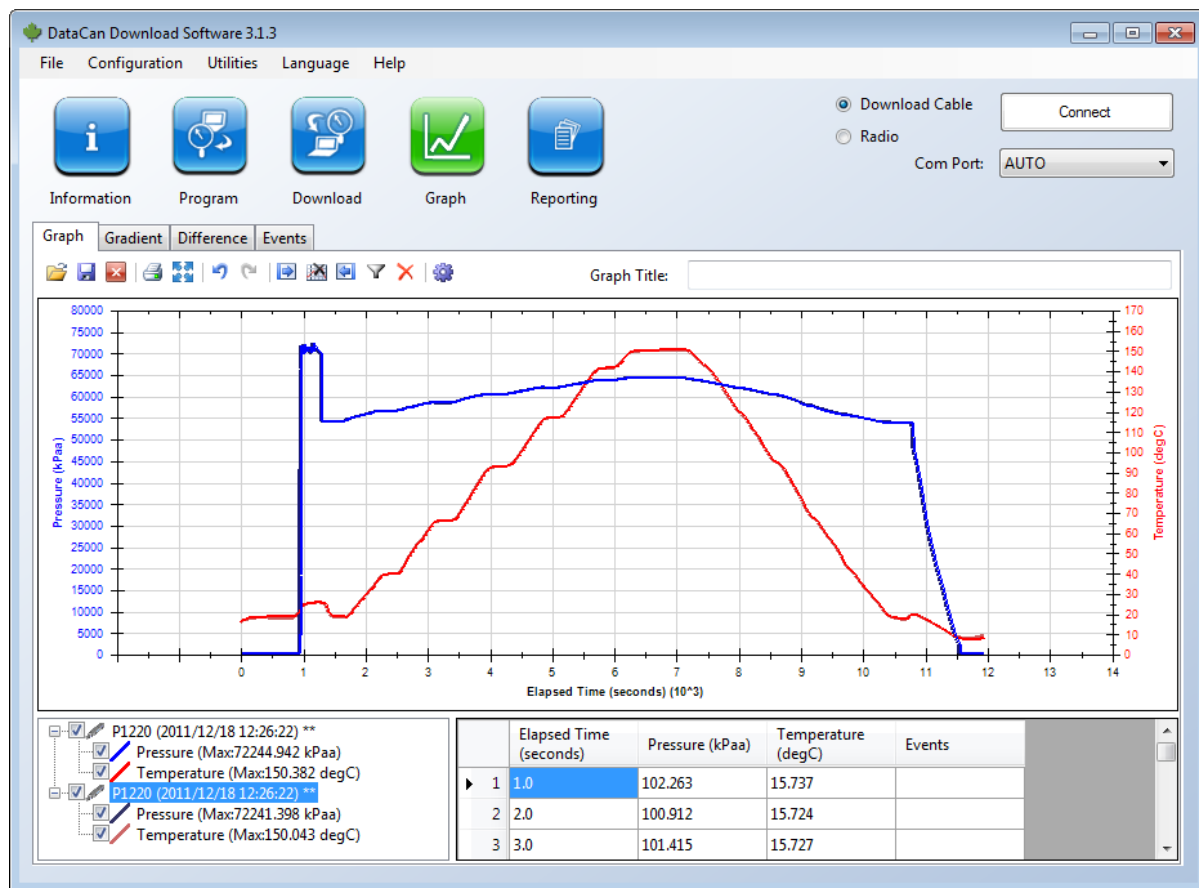 DataCan Download Software 3.1.3
File Configuration Utilities Language Help
Download Cable
Radio
Connect
Com Port: AUTO
Information Program Download Graph Reporting
Graph Gradient Difference Events
Graph Title:
80000
75000
70000
65000
60000
55000
50000
45000
40000
35000
30000
25000
20000
15000
10000
5000
0
Pressure (kPaa)
170
160
150
140
130
120
110
100
90
80
70
60
50
40
30
20
10
0
Temperature (degC)
0 1 2 3 4 5 6 7 8 9 10 11 12 13 14
Elapsed Time (seconds) (10^3)
P1220 (2011/12/18 12:26:22) **
Pressure (Max:72244.942 kPaa)
Temperature (Max:150.382 degC)
P1220 (2011/12/18 12:26:22) **
Pressure (Max:72241.398 kPaa)
Temperature (Max:150.043 degC)
Elapsed Time (seconds) Pressure (kPaa) Temperature (degC) Events
1 1.0 102.263 15.737
2 2.0 100.912 15.724
3 3.0 101.415 15.727